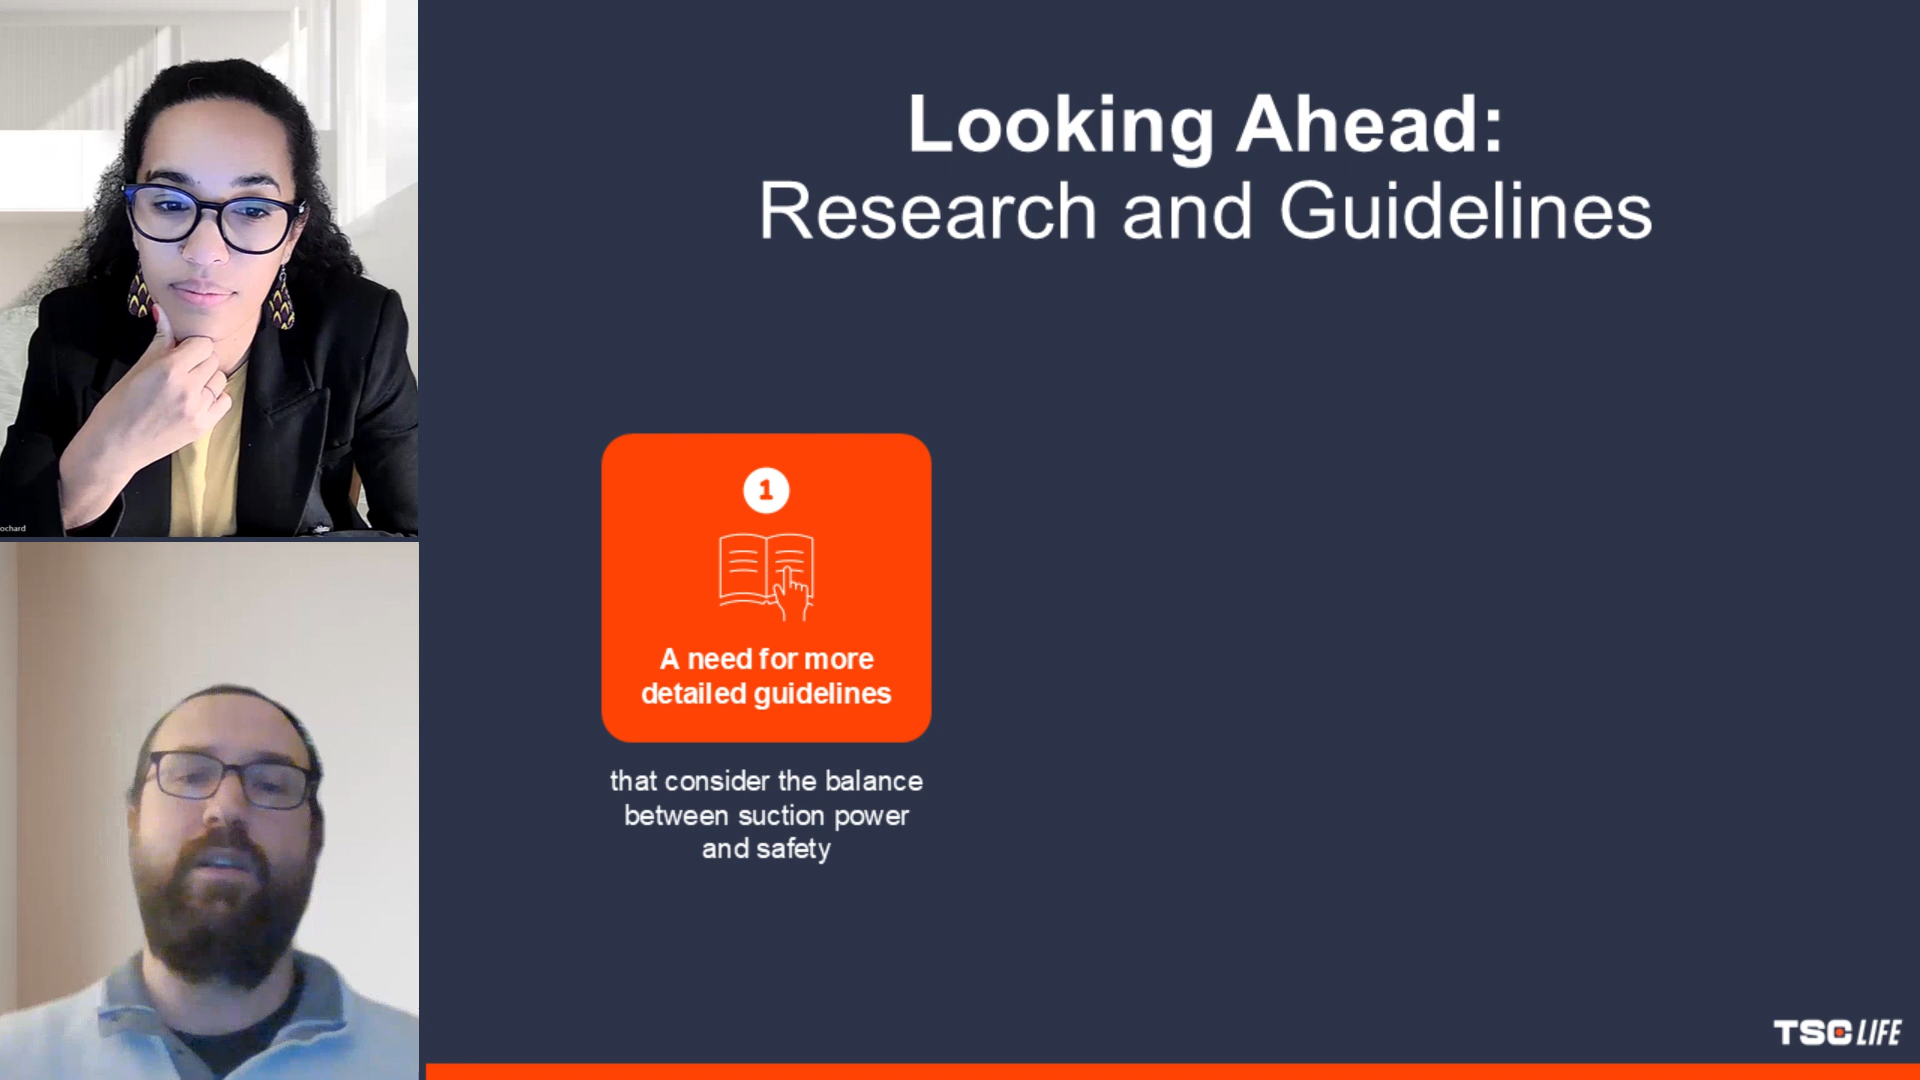 Looking Ahead:
Research and Guidelines
1
A need for more
detailed guidelines
that consider the balance
between suction power
and safety
ochard
TSC LIFE